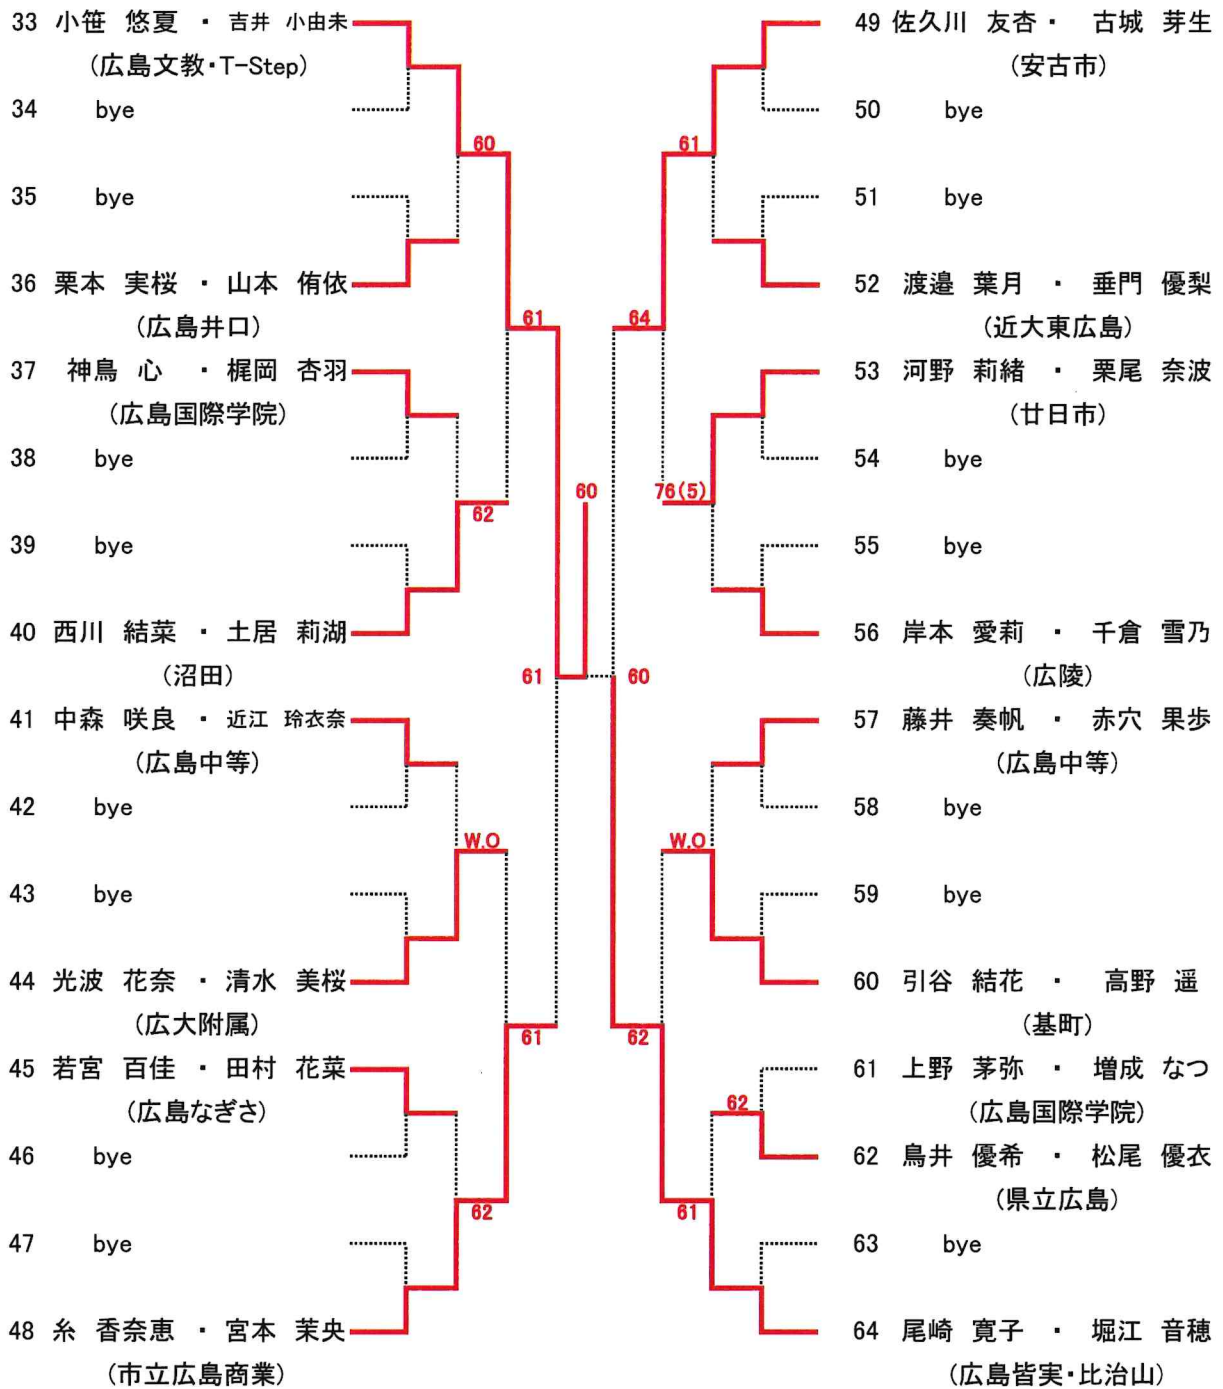 33 小笹 悠夏 ・ 吉井 小由未
(広島文教・T-Step)
34 bye
60
35 bye
36 栗本 実桜 ・ 山本 侑依
(広島井口)
61
37 神鳥 心 ・ 梶岡 杏羽
(広島国際学院)
38 bye
62
39 bye
40 西川 結菜 ・ 土居 莉湖
(沼田)
61
60
41 中森 咲良 ・ 近江 玲衣奈
(広島中等)
42 bye
W.O
43 bye
44 光波 花奈 ・ 清水 美桜
(広大附属)
61
45 若宮 百佳 ・ 田村 花菜
(広島なぎさ)
46 bye
62
47 bye
48 糸 香奈恵 ・ 宮本 茉央
(市立広島商業)
49 佐久川 友杏 ・ 古城 芽生
(安古市)
50 bye
61
51 bye
52 渡邉 葉月 ・ 垂門 優梨
(近大東広島)
64
53 河野 莉緒 ・ 栗尾 奈波
(廿日市)
54 bye
76(5)
55 bye
56 岸本 愛莉 ・ 千倉 雪乃
(広陵)
60
57 藤井 奏帆 ・ 赤穴 果歩
(広島中等)
58 bye
W.O
59 bye
60 引谷 結花 ・ 高野 遥
(基町)
62
61 上野 茅弥 ・ 増成 なつ
(広島国際学院)
62
62 鳥井 優希 ・ 松尾 優衣
(県立広島)
61
63 bye
64 尾崎 寛子 ・ 堀江 音穂
(広島皆実・比治山)